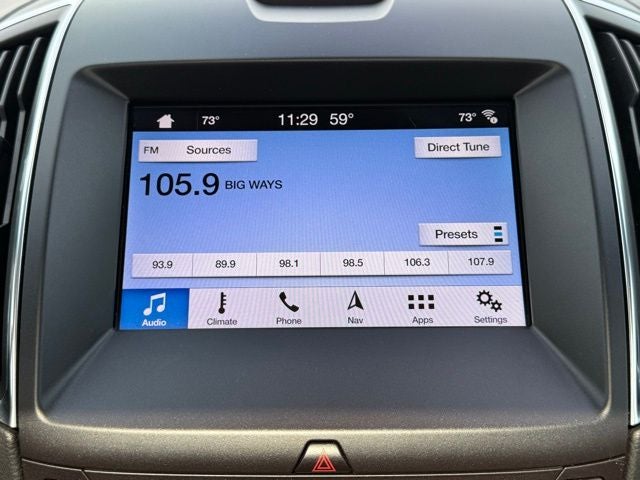 73° 11:29 59° 73°
FM Sources Direct Tune
105.9 BIG WAYS
Presets
93.9 89.9 98.1 98.5 106.3 107.9
Audio Climate Phone Nav Apps Settings